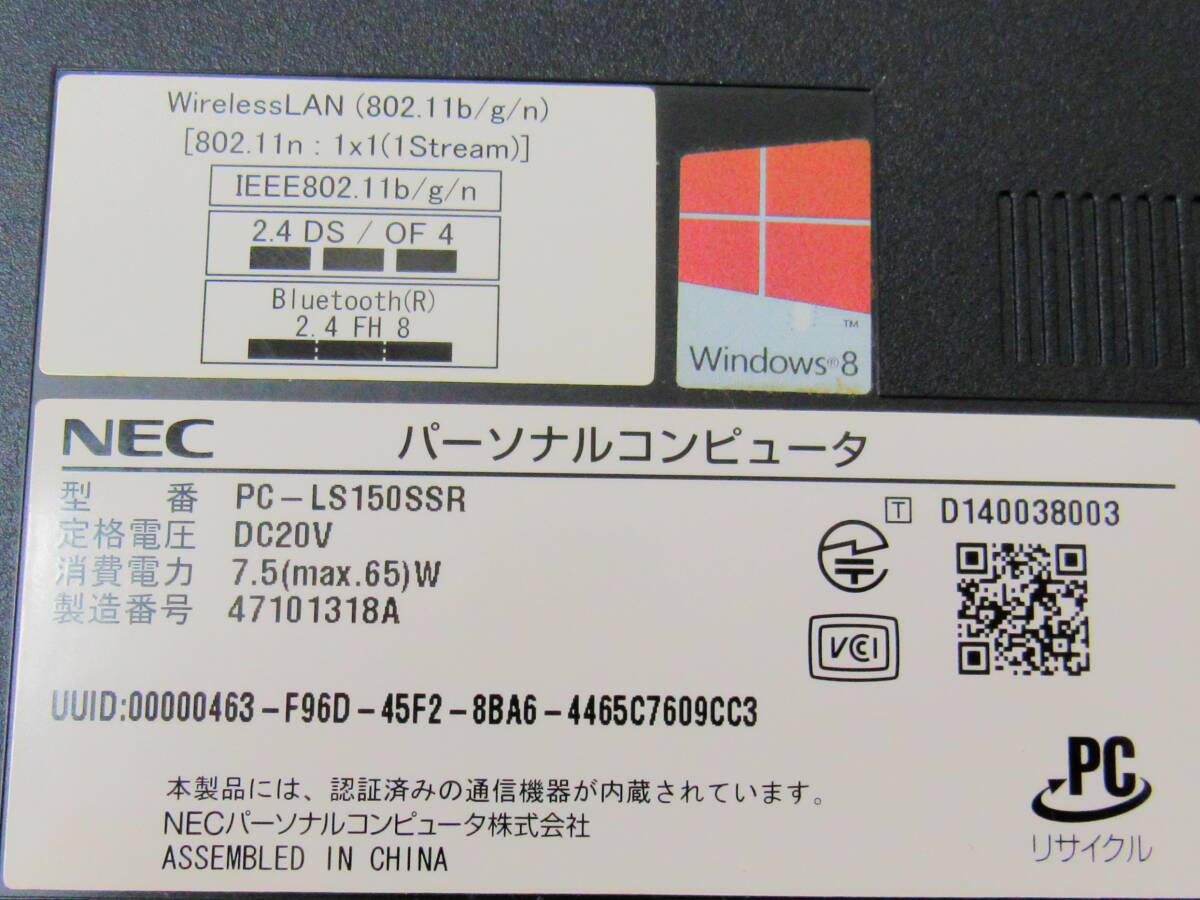 WirelessLAN (802.11b/g/n)
[802.11n : 1x1(1Stream)]
IEEE802.11b/g/n
2.4 DS / OF 4
Bluetooth(R)
2.4 FH 8
TM
Windows®8
NEC パーソナルコンピュータ
型 番 PC-LS150SSR
定格電圧 DC20V
消費電力 7.5(max.65)W
製造番号 47101318A
T D140038003
VCCI
UUID:00000463-F96D-45F2-8BA6-4465C7609CC3
本製品には、認証済みの通信機器が内蔵されています。
NECパーソナルコンピュータ株式会社
ASSEMBLED IN CHINA
PC
リサイクル